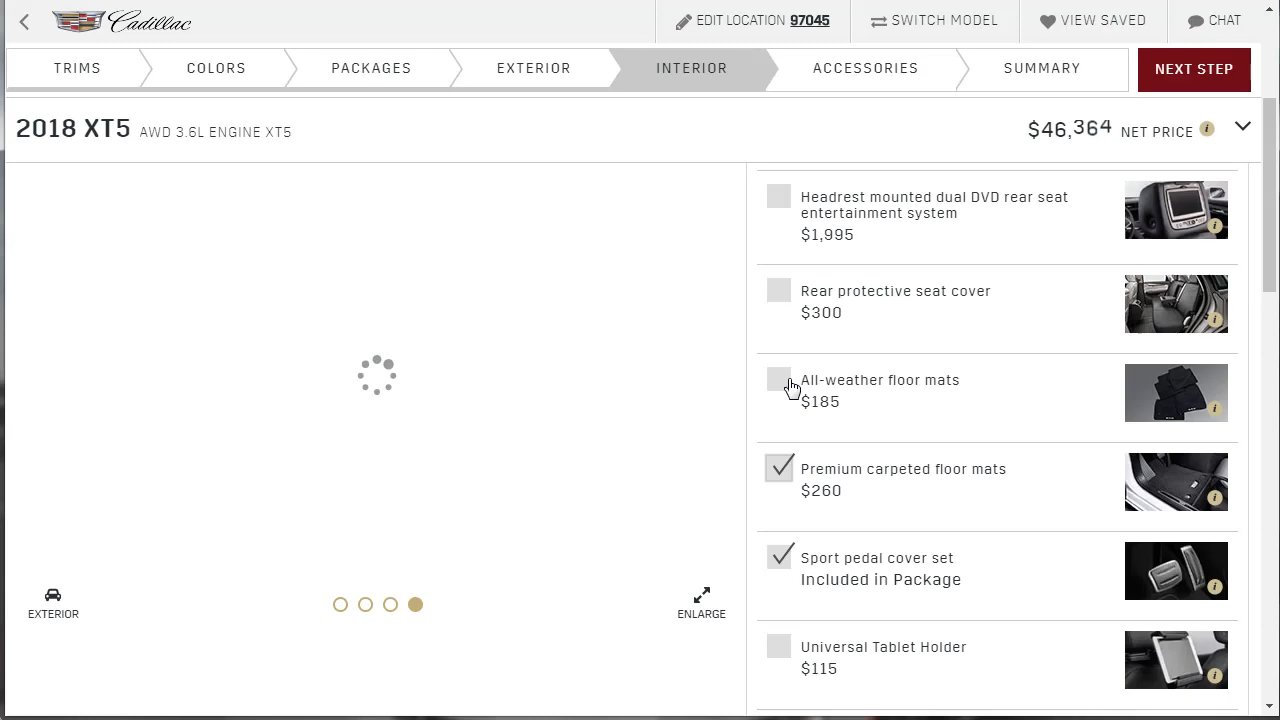 Cadillac
EDIT LOCATION 97045
SWITCH MODEL
VIEW SAVED
CHAT
TRIMS
COLORS
PACKAGES
EXTERIOR
INTERIOR
ACCESSORIES
SUMMARY
NEXT STEP
2018 XT5 AWD 3.6L ENGINE XT5
$46,364 NET PRICE i
Headrest mounted dual DVD rear seat
entertainment system
$1,995
i
Rear protective seat cover
$300
i
All-weather floor mats
$185
i
Premium carpeted floor mats
$260
i
Sport pedal cover set
Included in Package
i
Universal Tablet Holder
$115
i
EXTERIOR
ENLARGE